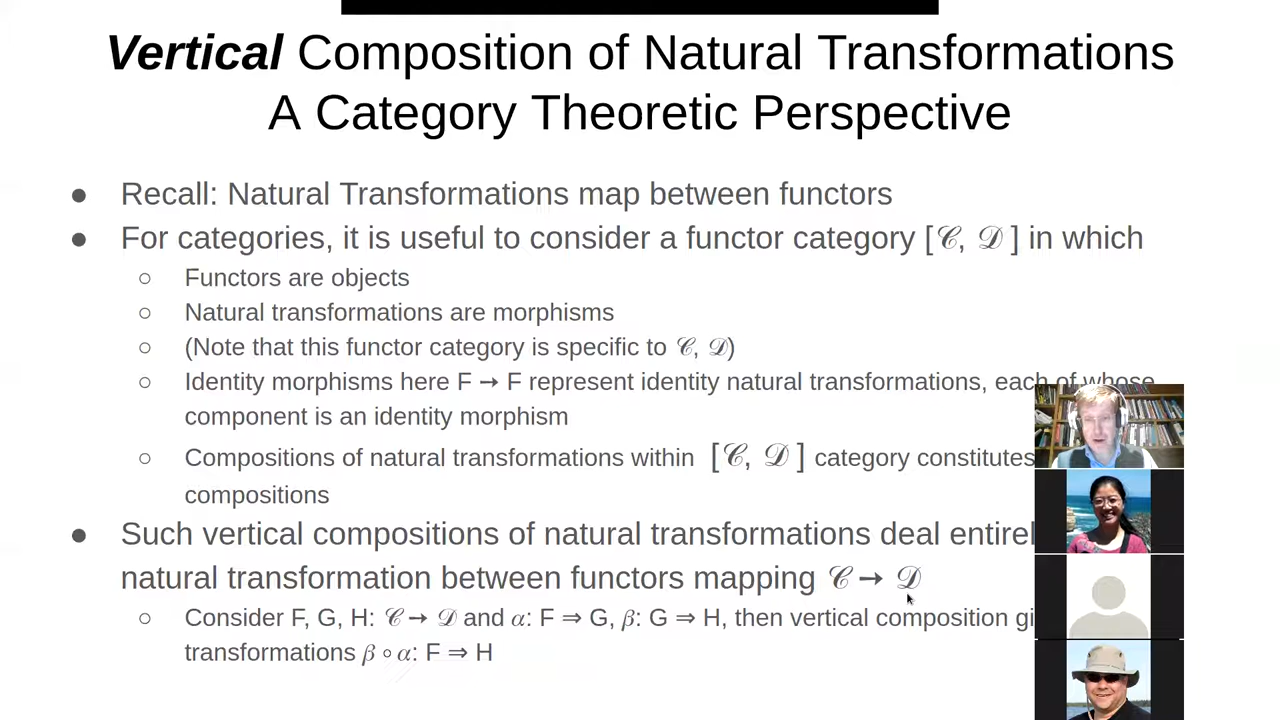 Vertical Composition of Natural Transformations
A Category Theoretic Perspective
● Recall: Natural Transformations map between functors
● For categories, it is useful to consider a functor category [𝒞, 𝒟 ] in which
○ Functors are objects
○ Natural transformations are morphisms
○ (Note that this functor category is specific to 𝒞, 𝒟)
○ Identity morphisms here F → F represent identity natural transformations, each of whose
component is an identity morphism
○ Compositions of natural transformations within [𝒞, 𝒟 ] category constitutes
compositions
● Such vertical compositions of natural transformations deal
natural transformation between functors mapping 𝒞 → 𝒟
○ Consider F, G, H: 𝒞 → 𝒟 and α: F ⇒ G, β: G ⇒ H, then vertical composition
transformations β ∘ α: F ⇒ H